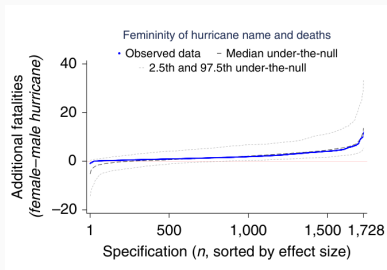 Femininity of hurricane name and deaths
Observed data
Median under-the-null
2.5th and 97.5th under-the-null
Additional fatalities
(female–male hurricane)
40
20
0
−20
1
500
1,000
1,500
1,728
Specification (n, sorted by effect size)